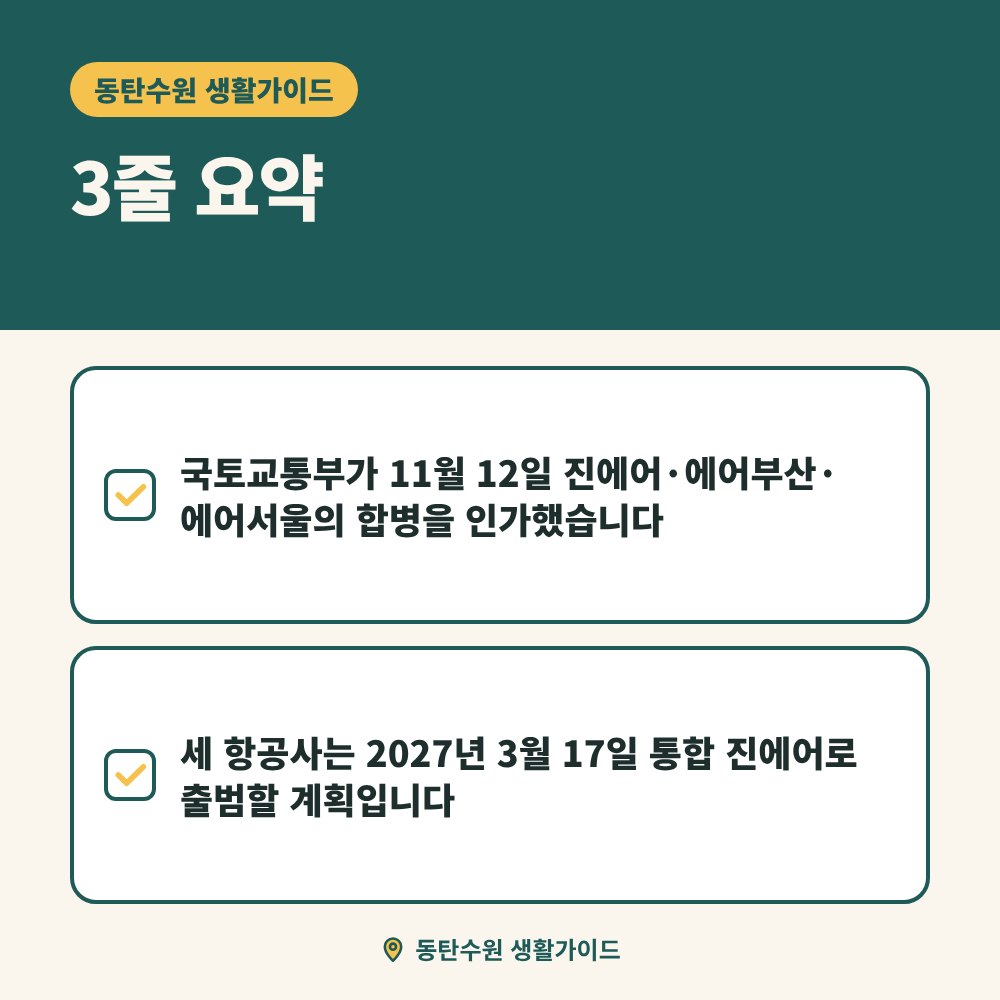 동탄수원 생활가이드
3줄 요약
국토교통부가 11월 12일 진에어·에어부산·
에어서울의 합병을 인가했습니다
세 항공사는 2027년 3월 17일 통합 진에어로
출범할 계획입니다
동탄수원 생활가이드